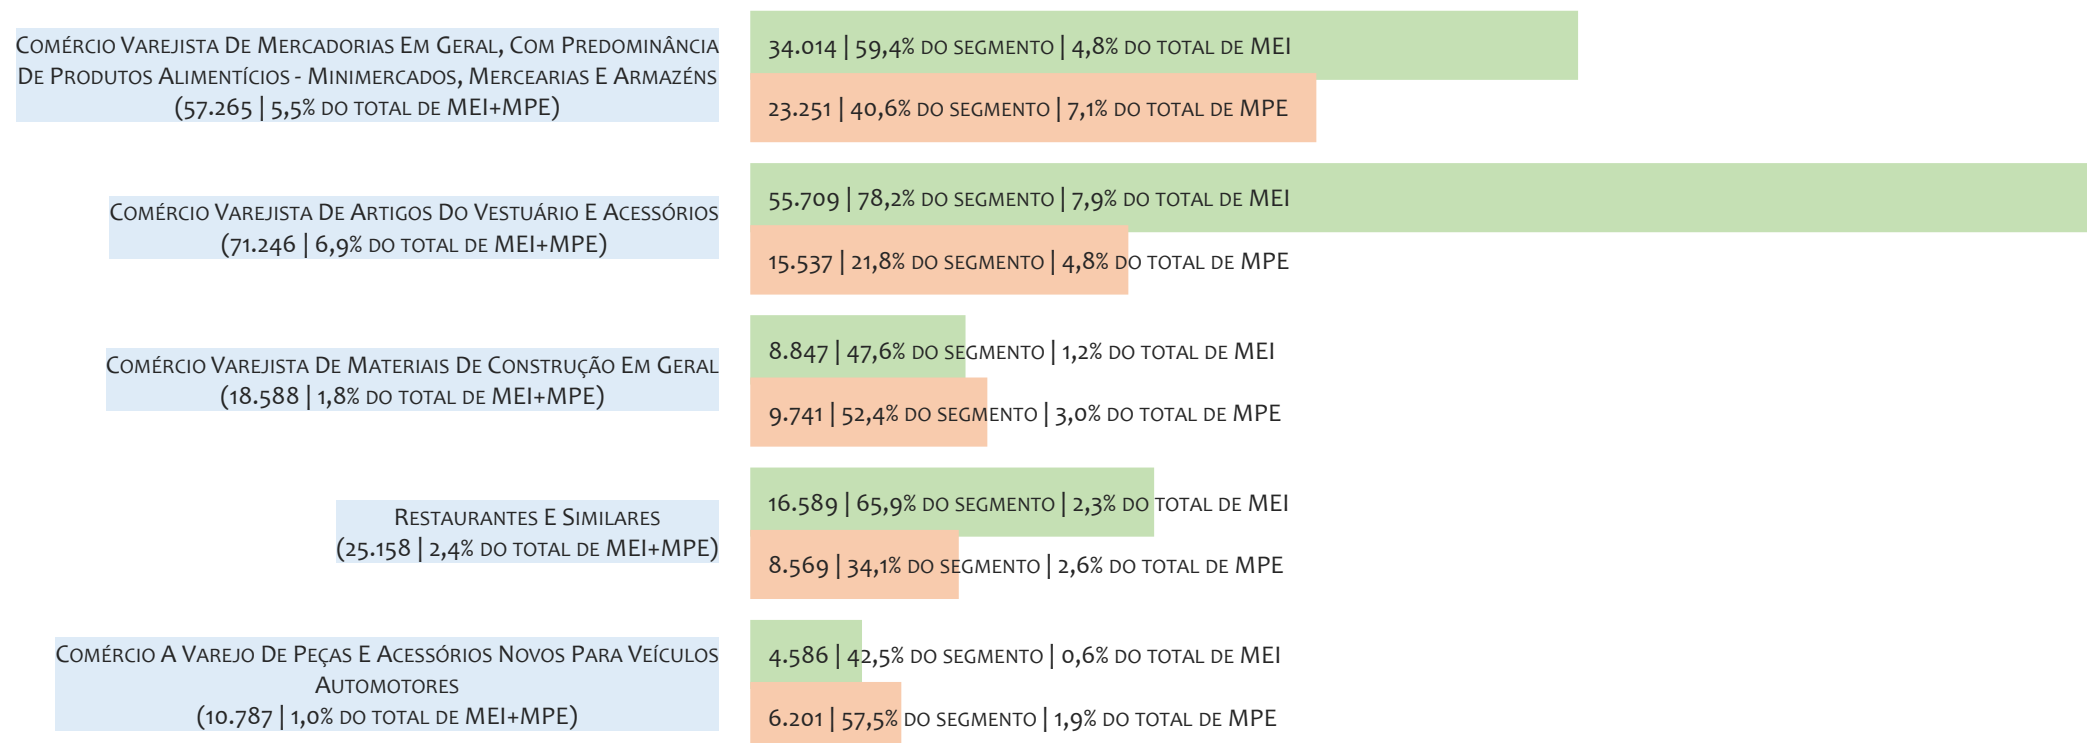 Comércio Varejista De Mercadorias Em Geral, Com Predominância
De Produtos Alimentícios - Minimercados, Mercearias E Armazéns
(57.265 | 5,5% do total de MEI+MPE)
34.014 | 59,4% do segmento | 4,8% do total de MEI
23.251 | 40,6% do segmento | 7,1% do total de MPE
Comércio Varejista De Artigos Do Vestuário E Acessórios
(71.246 | 6,9% do total de MEI+MPE)
55.709 | 78,2% do segmento | 7,9% do total de MEI
15.537 | 21,8% do segmento | 4,8% do total de MPE
Comércio Varejista De Materiais De Construção Em Geral
(18.588 | 1,8% do total de MEI+MPE)
8.847 | 47,6% do segmento | 1,2% do total de MEI
9.741 | 52,4% do segmento | 3,0% do total de MPE
Restaurantes E Similares
(25.158 | 2,4% do total de MEI+MPE)
16.589 | 65,9% do segmento | 2,3% do total de MEI
8.569 | 34,1% do segmento | 2,6% do total de MPE
Comércio A Varejo De Peças E Acessórios Novos Para Veículos
Automotores
(10.787 | 1,0% do total de MEI+MPE)
4.586 | 42,5% do segmento | 0,6% do total de MEI
6.201 | 57,5% do segmento | 1,9% do total de MPE